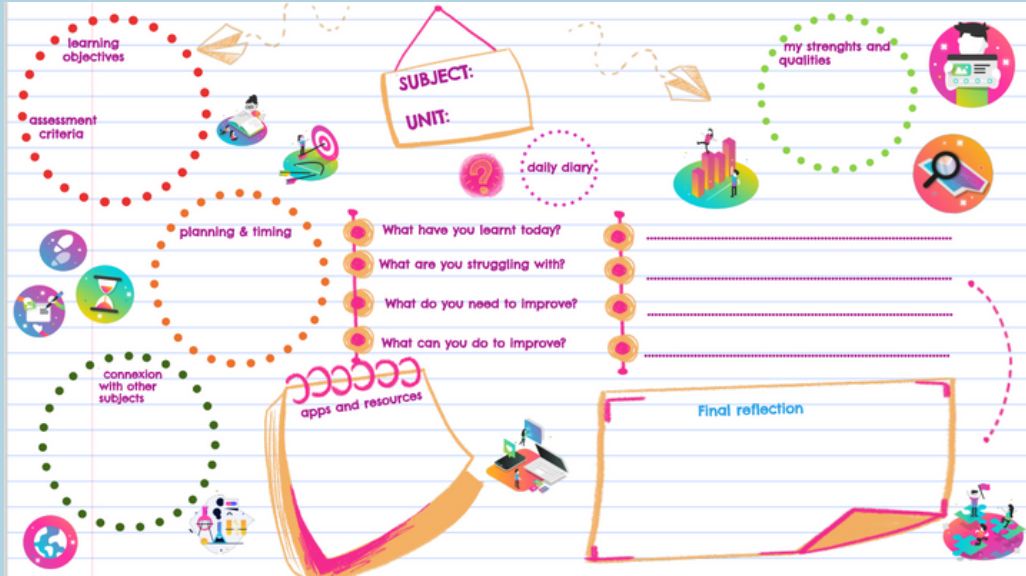 learning
objectives
assessment
criteria
SUBJECT:
UNIT:
my strenghts and
qualities
daily diary
planning & timing
What have you learnt today?
What are you struggling with?
What do you need to improve?
What can you do to improve?
connexion
with other
subjects
apps and resources
Final reflection